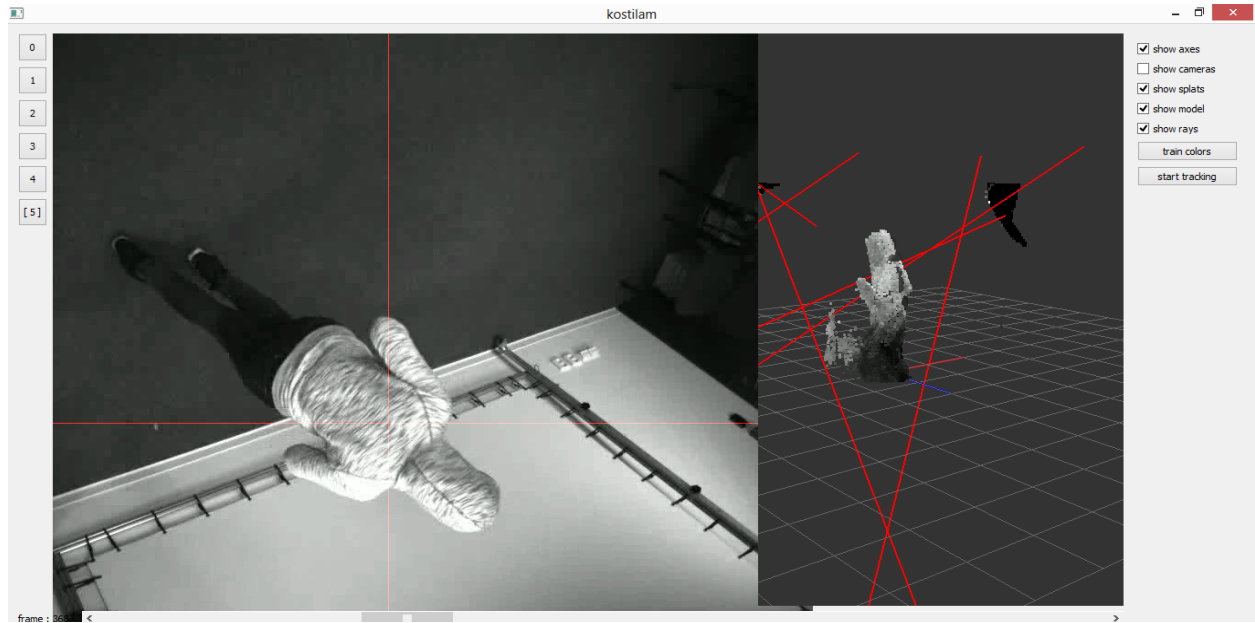 kostilam
0
1
2
3
4
[ 5 ]
show axes
show cameras
show splats
show model
show rays
train colors
start tracking
frame :